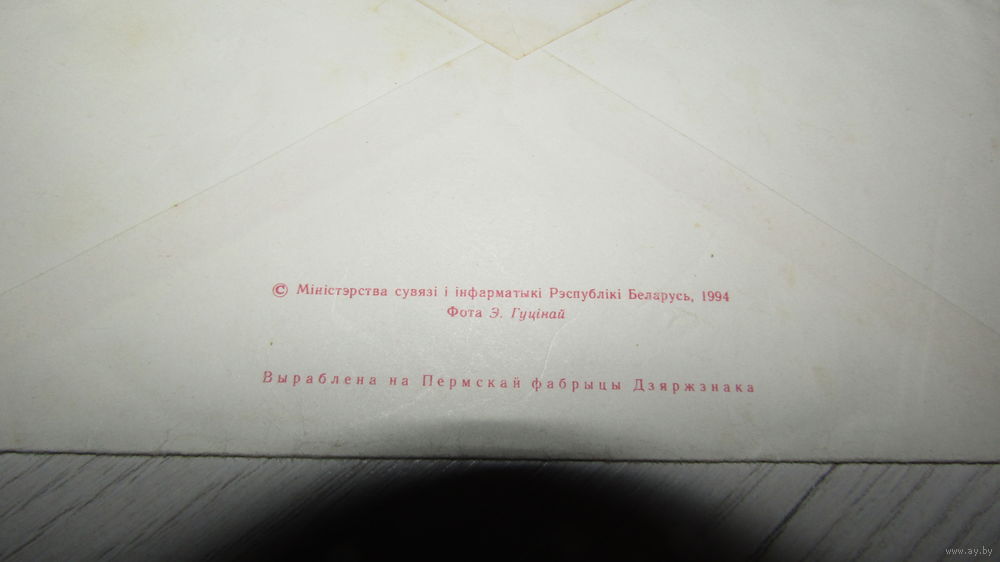 © Міністэрства сувязі і інфарматыкі Рэспублікі Беларусь, 1994
Фота Э. Гуцінай
Выраблена на Пермскай фабрыцы Дзяржзнака
www.ay.by